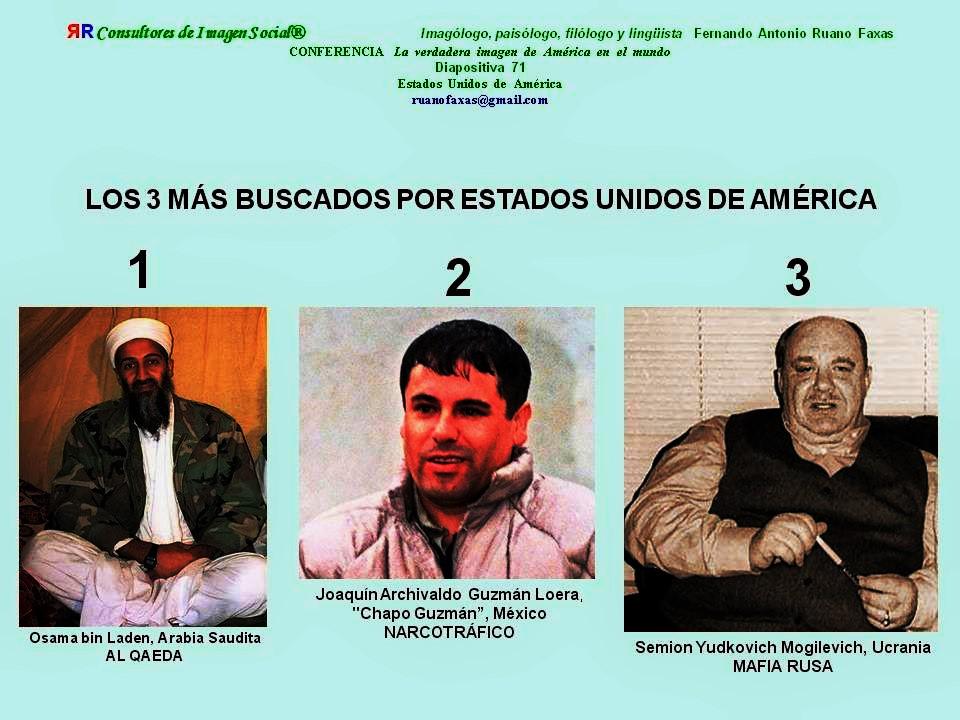 ЯR Consultores de Imagen Social® Imagólogo, paisólogo, filólogo y lingüista Fernando Antonio Ruano Faxas
CONFERENCIA La verdadera imagen de América en el mundo
Diapositiva 71
Estados Unidos de América
ruanofaxas@gmail.com
LOS 3 MÁS BUSCADOS POR ESTADOS UNIDOS DE AMÉRICA
1
2
3
Osama bin Laden, Arabia Saudita
AL QAEDA
Joaquín Archivaldo Guzmán Loera,
"Chapo Guzmán”, México
NARCOTRÁFICO
Semion Yudkovich Mogilevich, Ucrania
MAFIA RUSA